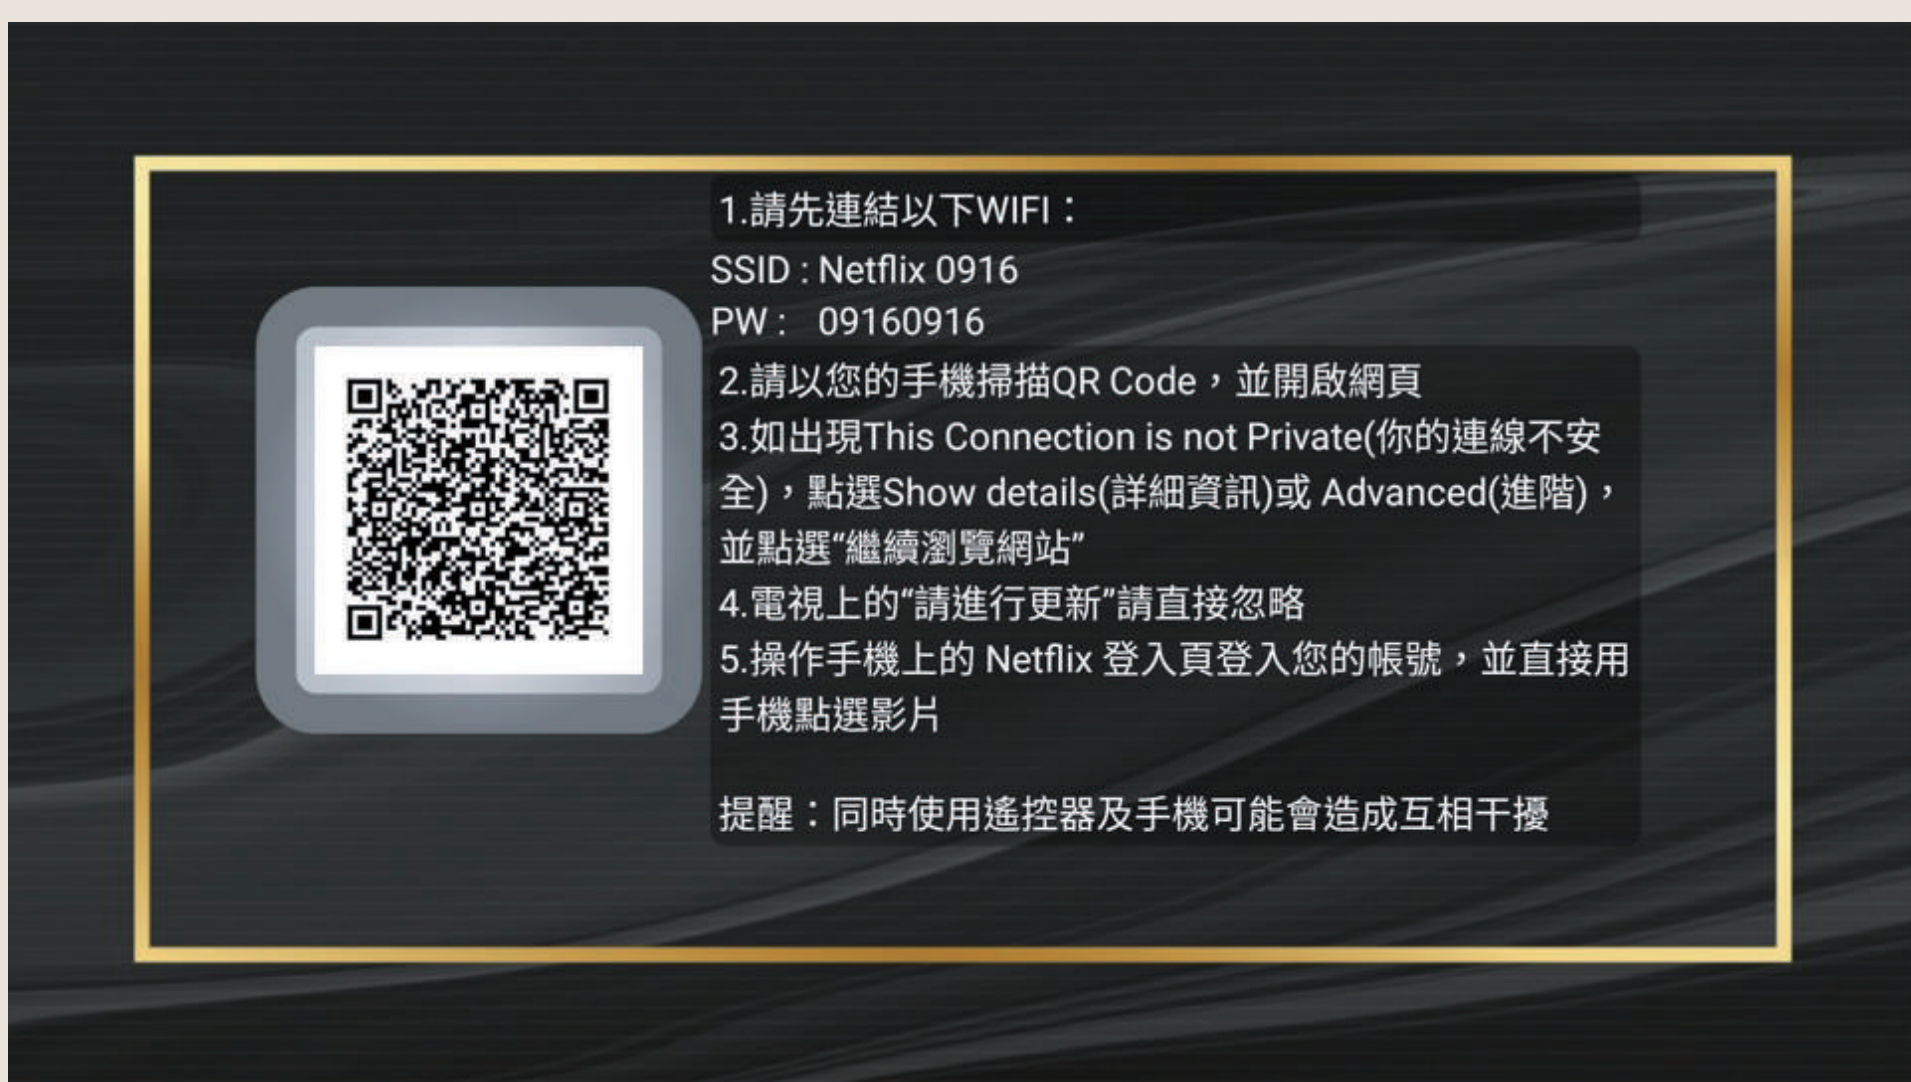 1.請先連結以下WIFI：
SSID : Netflix 0916
PW :   09160916
2.請以您的手機掃描QR Code，並開啟網頁
3.如出現This Connection is not Private(你的連線不安
全)，點選Show details(詳細資訊)或 Advanced(進階)，
並點選“繼續瀏覽網站”
4.電視上的“請進行更新”請直接忽略
5.操作手機上的 Netflix 登入頁登入您的帳號，並直接用
手機點選影片
提醒：同時使用遙控器及手機可能會造成互相干擾